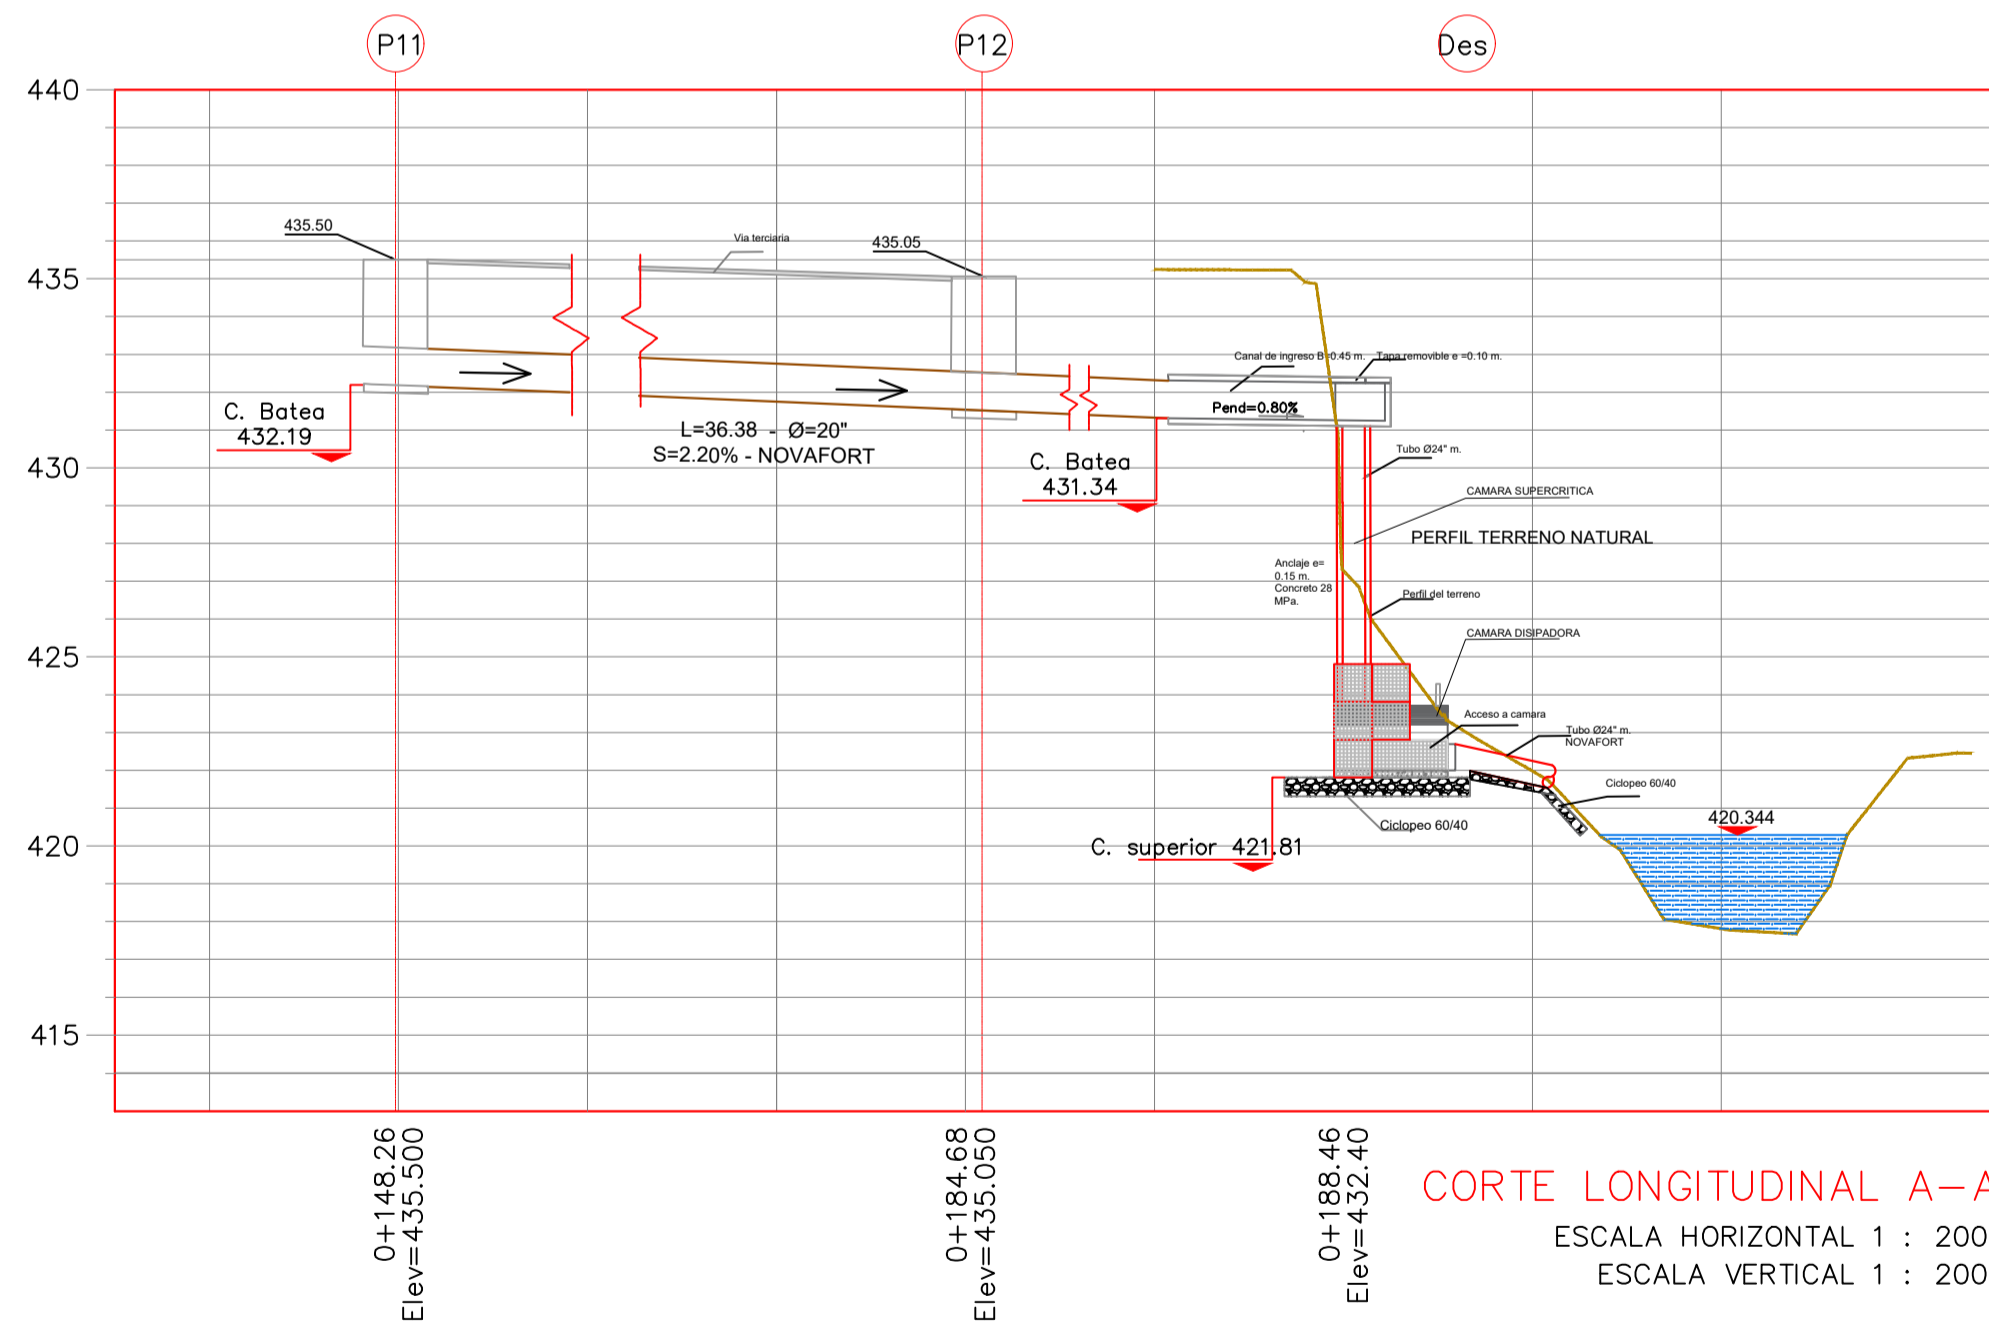 P11
P12
Des
440
435
430
425
420
415
435.50
Via terciaria
435.05
C. Batea
432.19
L=36.38 - Ø=20"
S=2.20% - NOVAFORT
C. Batea
431.34
Canal de ingreso B=0.45 m.
Tapa removible e =0.10 m.
Pend=0.80%
Tubo Ø24" m.
CAMARA SUPERCRITICA
PERFIL TERRENO NATURAL
Anclaje e=
0.15 m.
Concreto 28
MPa.
Perfil del terreno
CAMARA DISIPADORA
Acceso a camara
Tubo Ø24" m.
NOVAFORT
Ciclopeo 60/40
Ciclopeo 60/40
C. superior 421.81
420.344
0+148.26
Elev=435.500
0+184.68
Elev=435.050
0+188.46
Elev=432.40
CORTE LONGITUDINAL A-A
ESCALA HORIZONTAL 1 : 200
ESCALA VERTICAL 1 : 200